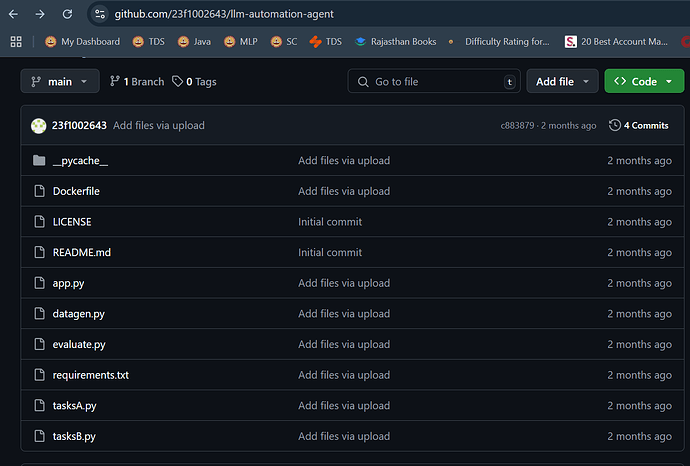 github.com/23f1002643/llm-automation-agent
My Dashboard TDS Java MLP SC TDS Rajasthan Books Difficulty Rating for... S. 20 Best Account Ma...
main 1 Branch 0 Tags Go to file t Add file Code
23f1002643 Add files via upload c883879 · 2 months ago 4 Commits
__pycache__ Add files via upload 2 months ago
Dockerfile Add files via upload 2 months ago
LICENSE Initial commit 2 months ago
README.md Initial commit 2 months ago
app.py Add files via upload 2 months ago
datagen.py Add files via upload 2 months ago
evaluate.py Add files via upload 2 months ago
requirements.txt Add files via upload 2 months ago
tasksA.py Add files via upload 2 months ago
tasksB.py Add files via upload 2 months ago